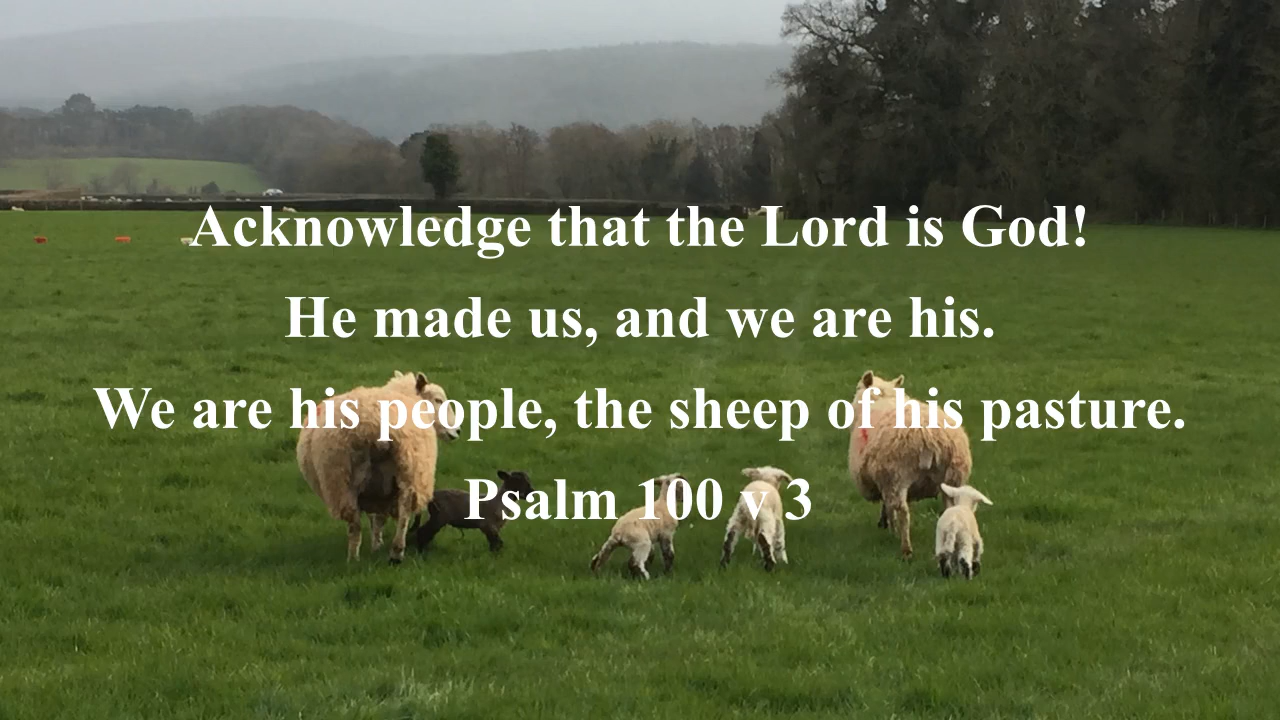 Acknowledge that the Lord is God!
He made us, and we are his.
We are his people, the sheep of his pasture.
Psalm 100 v 3